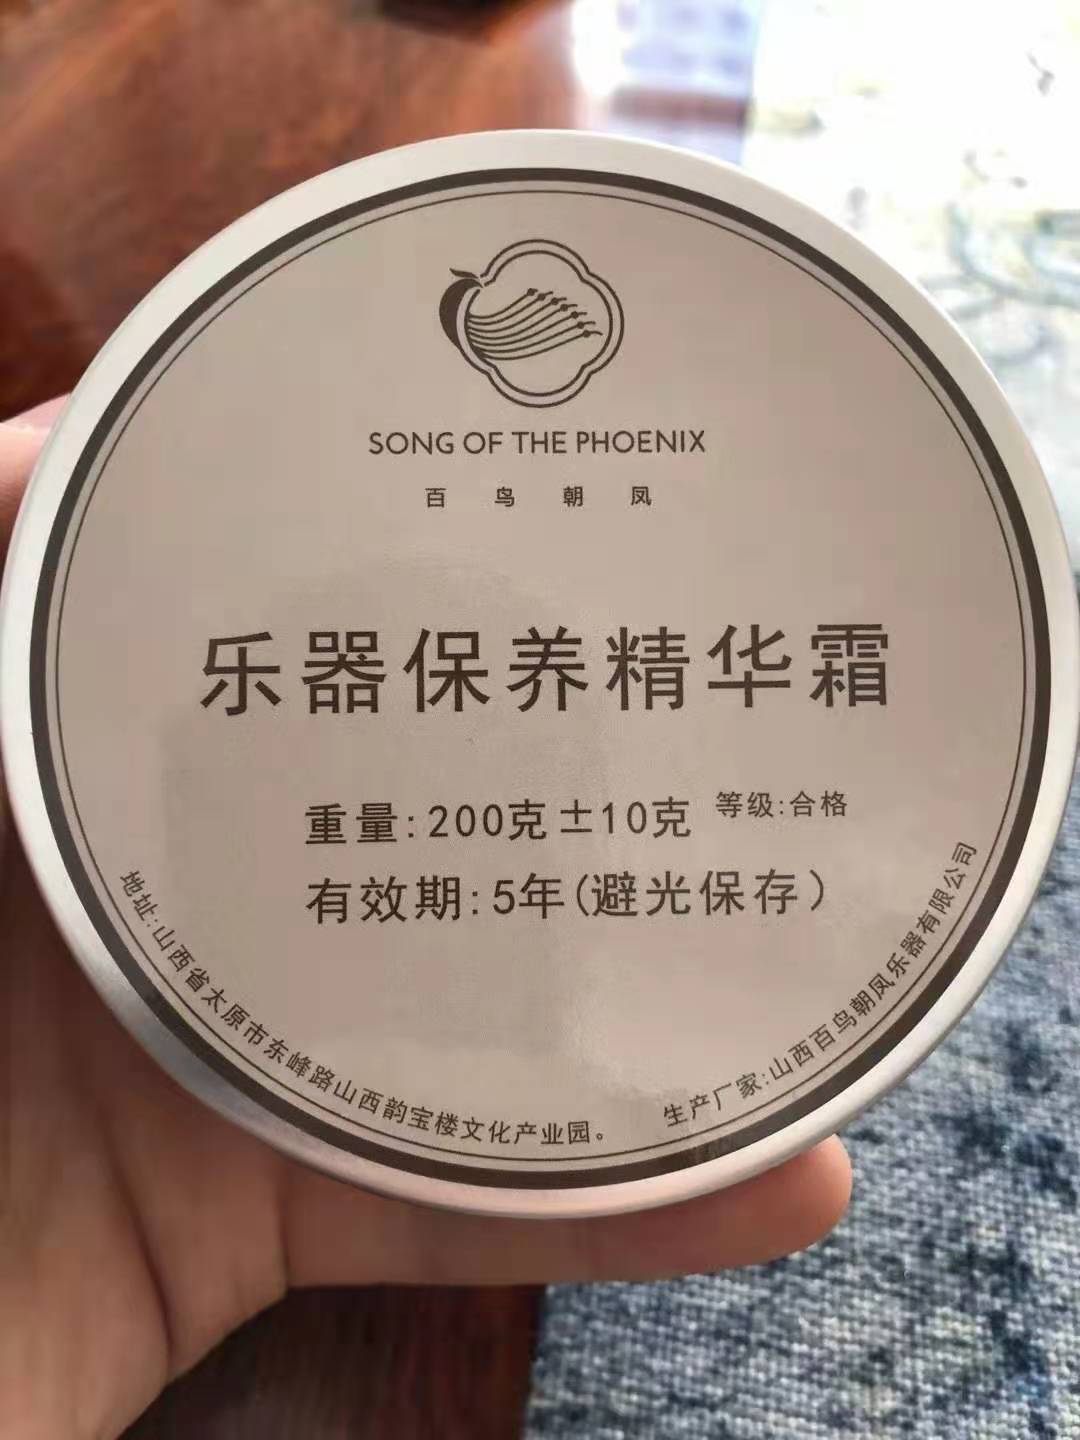 SONG OF THE PHOENIX
百鸟朝凤
乐器保养精华霜
重量:200克±10克 等级:合格
有效期:5年(避光保存)
地址:山西省太原市东峰路山西韵宝楼文化产业园。
生产厂家:山西百鸟朝凤乐器有限公司